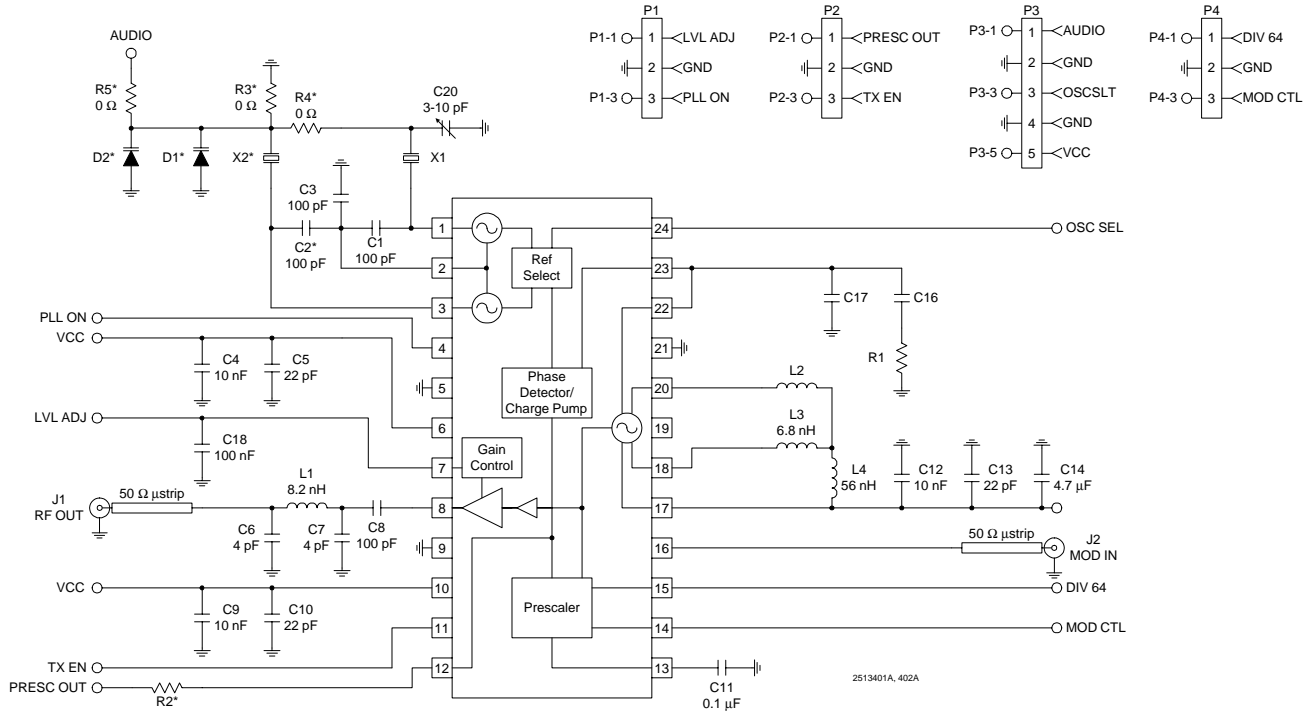 P1
P1-1
1
LVL ADJ
2
GND
P1-3
3
PLL ON
P2
P2-1
1
PRESC OUT
2
GND
P2-3
3
TX EN
P3
P3-1
1
AUDIO
2
GND
P3-3
3
OSCSLT
4
GND
P3-5
5
VCC
P4
P4-1
1
DIV 64
2
GND
P4-3
3
MOD CTL
AUDIO
R5*
0 Ω
R3*
0 Ω
R4*
0 Ω
C20
3-10 pF
D2*
D1*
X2*
X1
C3
100 pF
C2*
100 pF
C1
100 pF
1
2
3
4
5
6
7
8
9
10
11
12
Ref
Select
Phase
Detector/
Charge Pump
Gain
Control
Prescaler
24
23
22
21
20
19
18
17
16
15
14
13
PLL ON
VCC
C4
10 nF
C5
22 pF
LVL ADJ
C18
100 nF
J1
RF OUT
50 Ω µstrip
L1
8.2 nH
C6
4 pF
C7
4 pF
C8
100 pF
VCC
C9
10 nF
C10
22 pF
TX EN
PRESC OUT
R2*
OSC SEL
C17
C16
R1
L2
L3
6.8 nH
L4
56 nH
C12
10 nF
C13
22 pF
C14
4.7 µF
50 Ω µstrip
J2
MOD IN
DIV 64
MOD CTL
C11
0.1 µF
2513401A, 402A